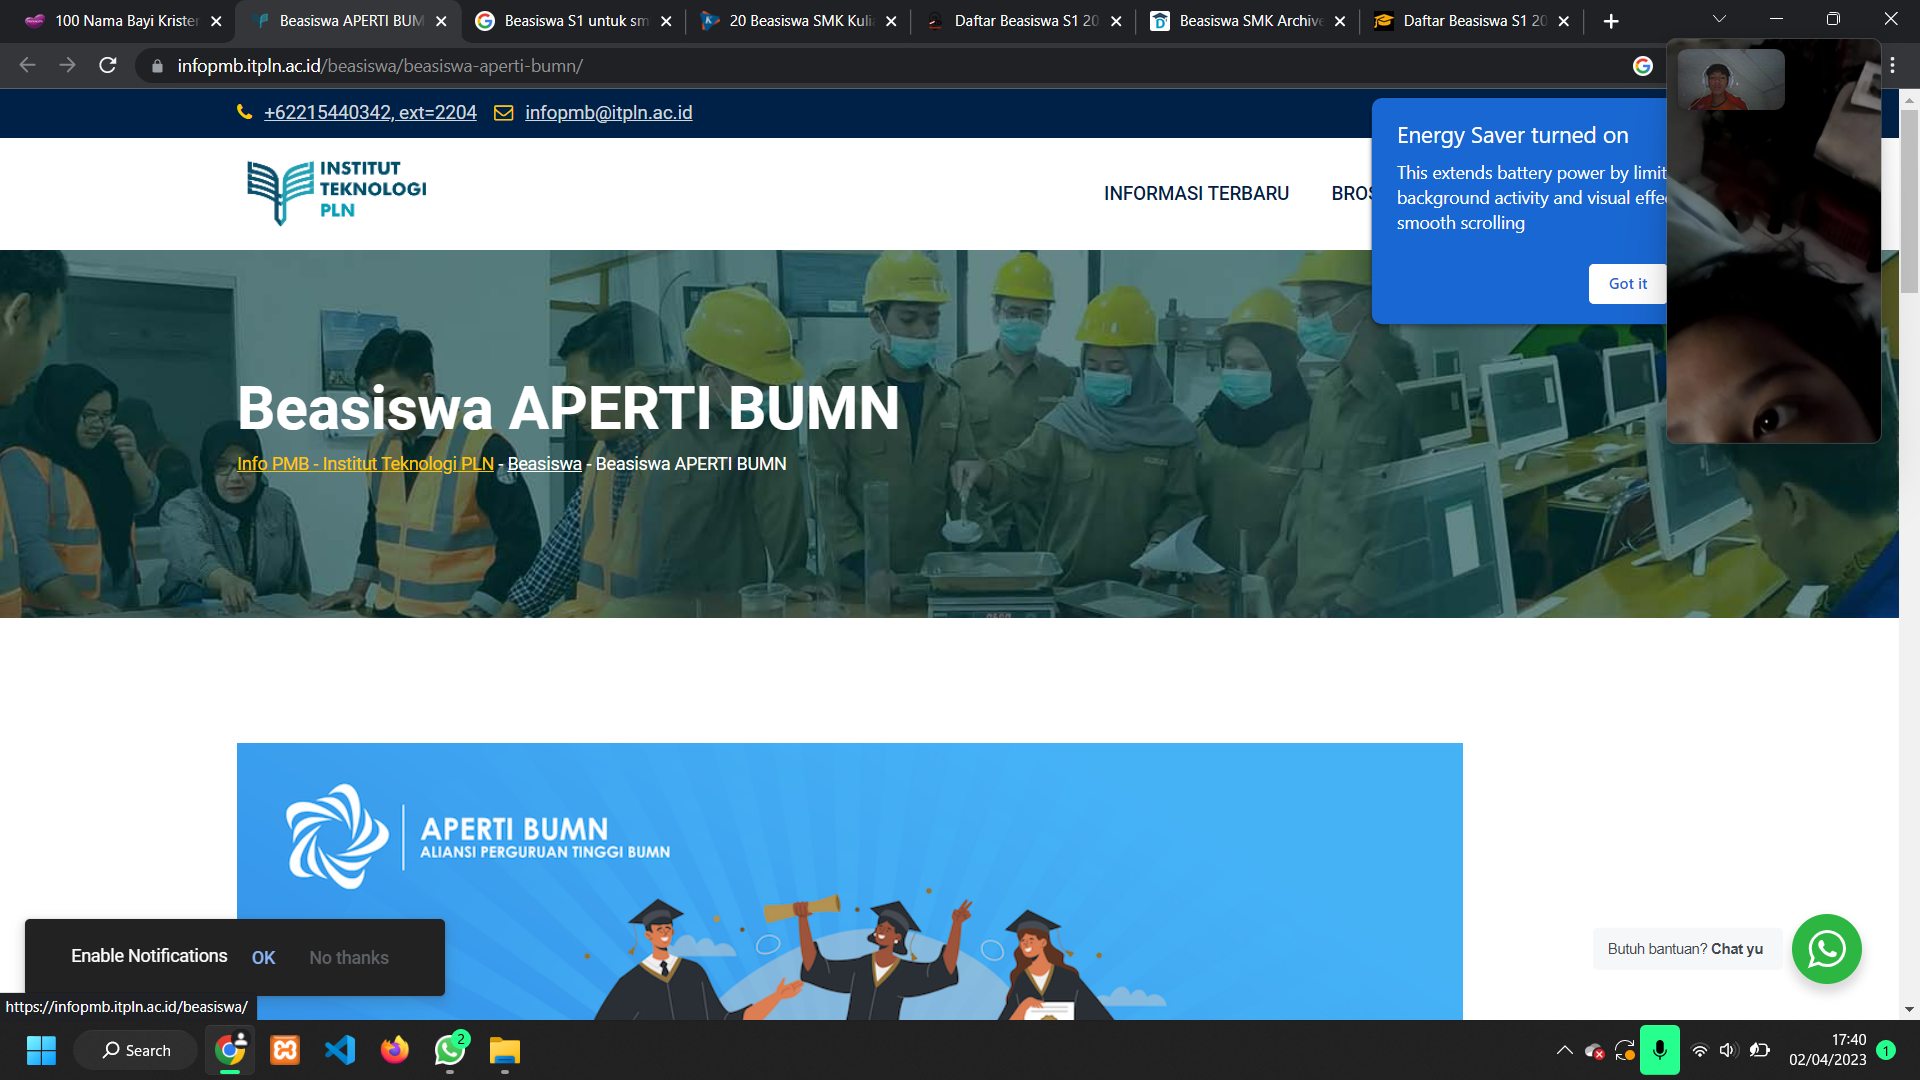 100 Nama Bayi Kristen
Beasiswa APERTI BUM
Beasiswa S1 untuk sm
20 Beasiswa SMK Kuli
Daftar Beasiswa S1 20
Beasiswa SMK Archive
Daftar Beasiswa S1 20
infopmb.itpln.ac.id/beasiswa/beasiswa-aperti-bumn/
+62215440342, ext=2204
infopmb@itpln.ac.id
INSTITUT
TEKNOLOGI
PLN
INFORMASI TERBARU
BROS
Energy Saver turned on
This extends battery power by limit
background activity and visual effe
smooth scrolling
Got it
Beasiswa APERTI BUMN
Info PMB - Institut Teknologi PLN - Beasiswa - Beasiswa APERTI BUMN
APERTI BUMN
ALIANSI PERGURUAN TINGGI BUMN
Enable Notifications
OK
No thanks
Butuh bantuan? Chat yu
https://infopmb.itpln.ac.id/beasiswa/
Search
2
17:40
02/04/2023
1